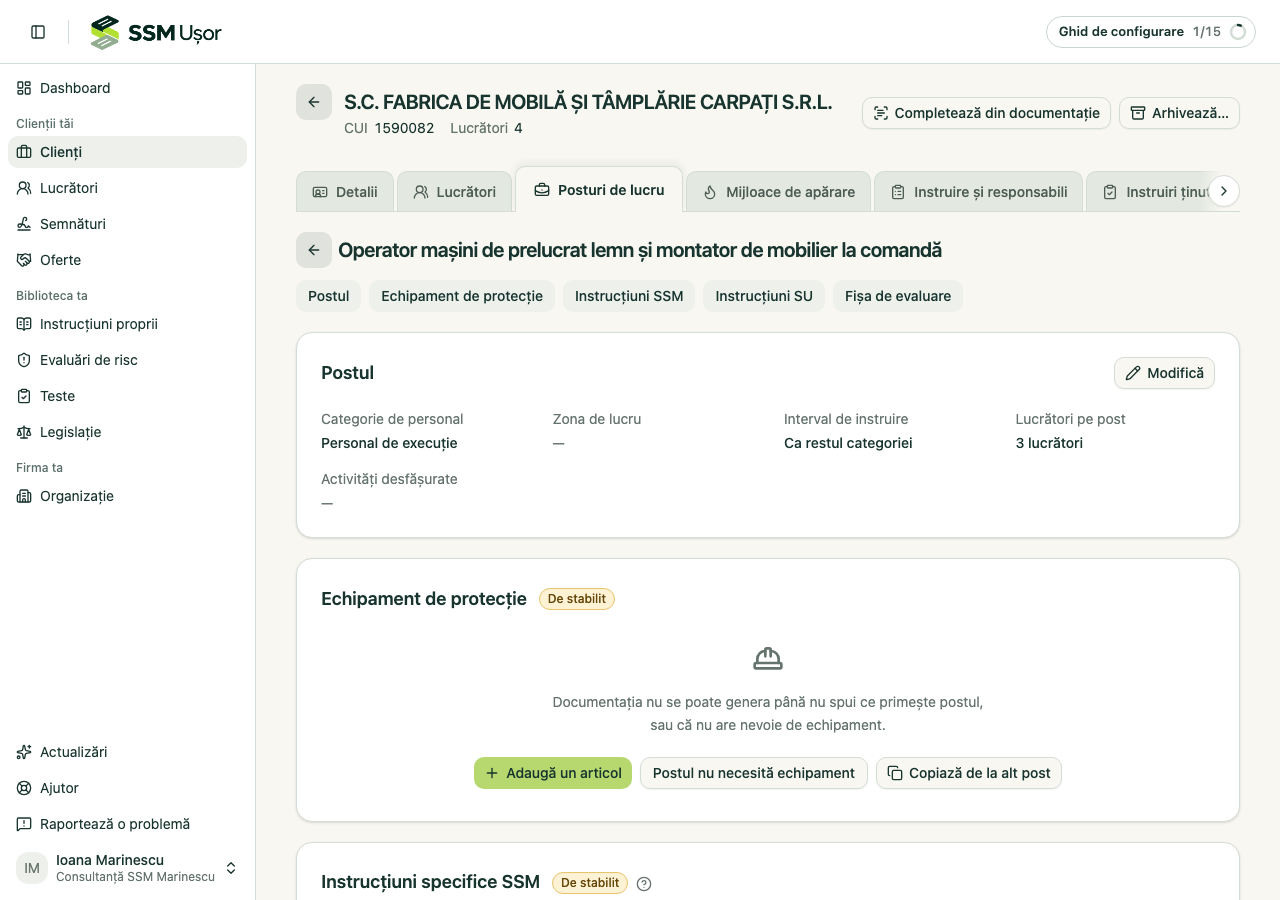 SSM Ușor
Ghid de configurare 1/15
Dashboard
Clienții tăi
Clienți
Lucrători
Semnături
Oferte
Biblioteca ta
Instrucțiuni proprii
Evaluări de risc
Teste
Legislație
Firma ta
Organizație
Actualizări
Ajutor
Raportează o problemă
IM
Ioana Marinescu
Consultanță SSM Marinescu
S.C. FABRICA DE MOBILĂ ȘI TÂMPLĂRIE CARPAȚI S.R.L.
CUI 1590082 Lucrători 4
Completează din documentație
Arhivează...
Detalii
Lucrători
Posturi de lucru
Mijloace de apărare
Instruire și responsabili
Instruiri ținut
Operator mașini de prelucrat lemn și montator de mobilier la comandă
Postul
Echipament de protecție
Instrucțiuni SSM
Instrucțiuni SU
Fișa de evaluare
Postul
Modifică
Categorie de personal
Personal de execuție
Zona de lucru
—
Interval de instruire
Ca restul categoriei
Lucrători pe post
3 lucrători
Activități desfășurate
—
Echipament de protecție De stabilit
Documentația nu se poate genera până nu spui ce primește postul,
sau că nu are nevoie de echipament.
Adaugă un articol
Postul nu necesită echipament
Copiază de la alt post
Instrucțiuni specifice SSM De stabilit